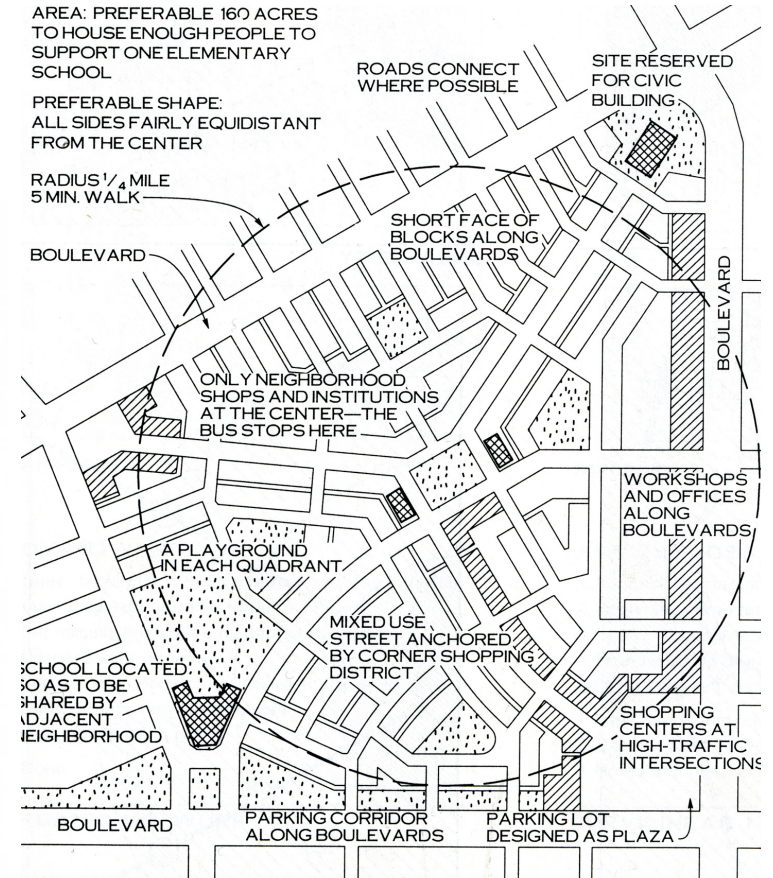 AREA: PREFERABLE 160 ACRES
TO HOUSE ENOUGH PEOPLE TO
SUPPORT ONE ELEMENTARY
SCHOOL
PREFERABLE SHAPE:
ALL SIDES FAIRLY EQUIDISTANT
FROM THE CENTER
RADIUS 1/4 MILE
5 MIN. WALK
BOULEVARD
ROADS CONNECT
WHERE POSSIBLE
SITE RESERVED
FOR CIVIC
BUILDING
SHORT FACE OF
BLOCKS ALONG
BOULEVARDS
BOULEVARD
ONLY NEIGHBORHOOD
SHOPS AND INSTITUTIONS
AT THE CENTER—THE
BUS STOPS HERE
WORKSHOPS
AND OFFICES
ALONG
BOULEVARDS
A PLAYGROUND
IN EACH QUADRANT
MIXED USE
STREET ANCHORED
BY CORNER SHOPPING
DISTRICT
SCHOOL LOCATED
SO AS TO BE
SHARED BY
ADJACENT
NEIGHBORHOOD
SHOPPING
CENTERS AT
HIGH-TRAFFIC
INTERSECTIONS
BOULEVARD
PARKING CORRIDOR
ALONG BOULEVARDS
PARKING LOT
DESIGNED AS PLAZA